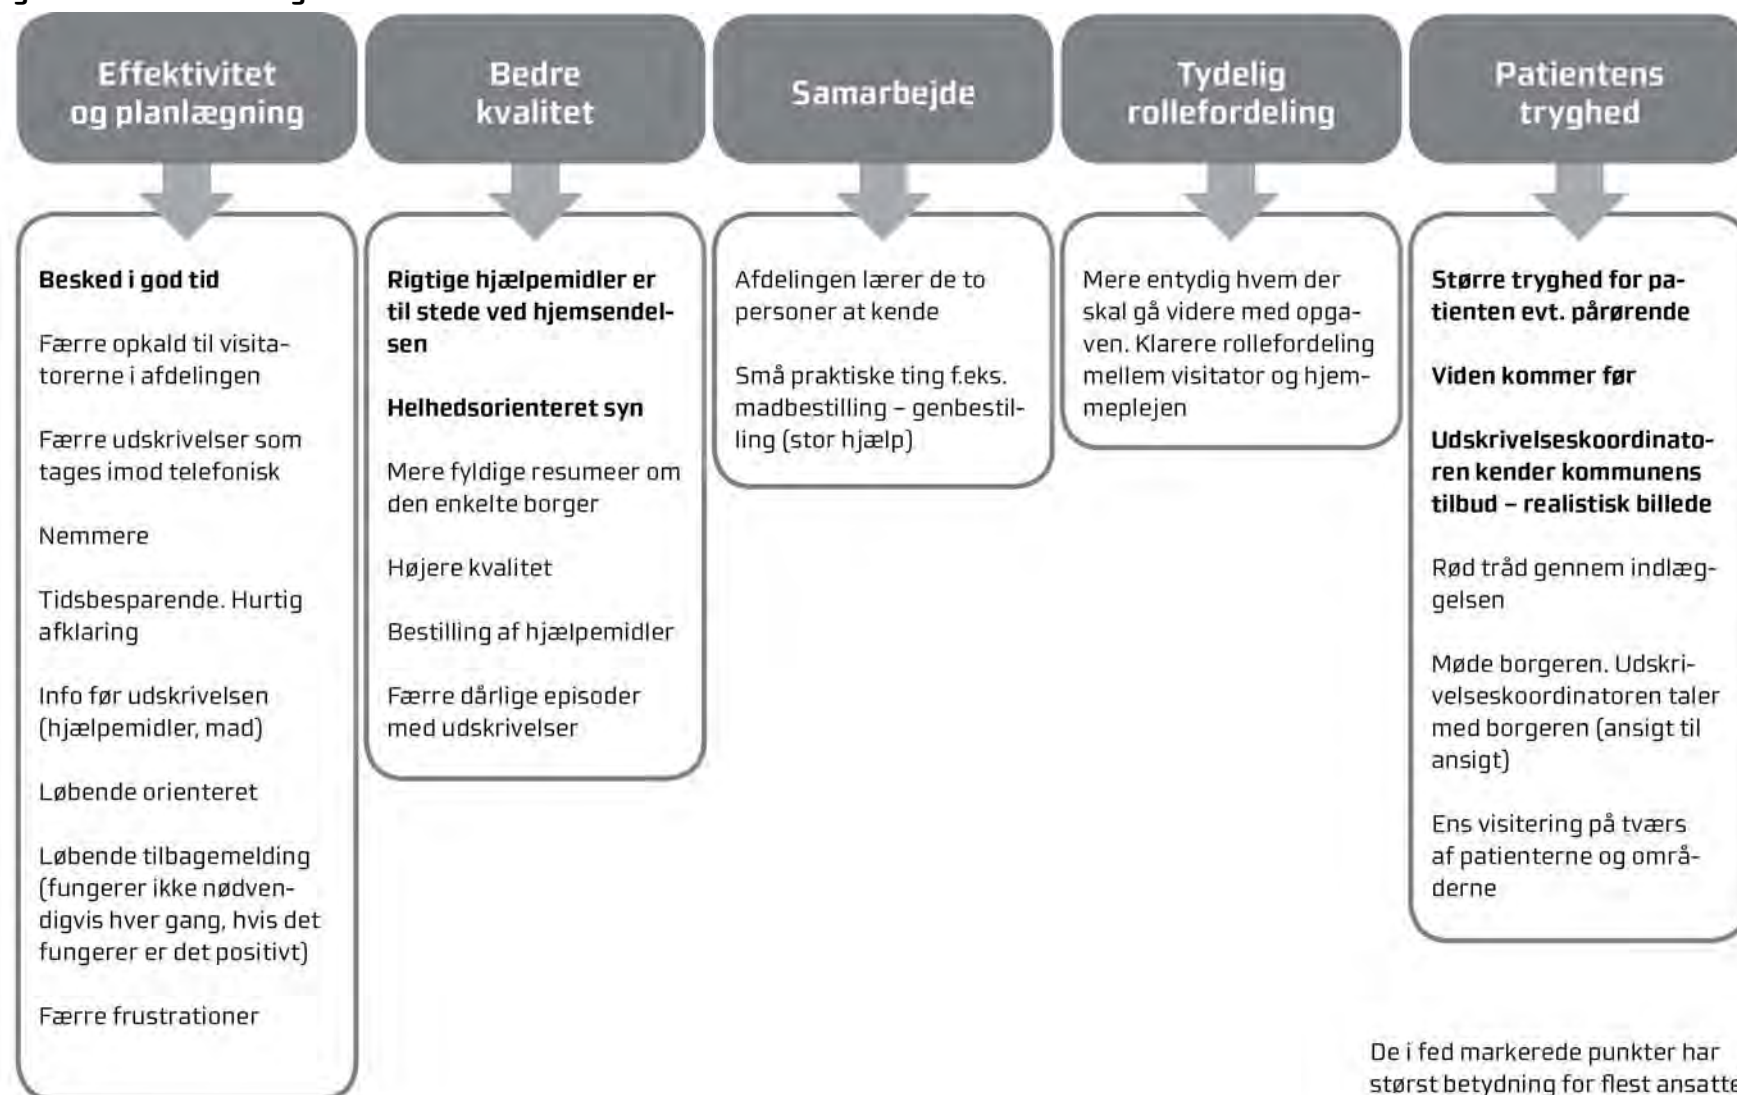 Effektivitet
og planlægning
Besked i god tid
Færre opkald til visita-
torerne i afdelingen
Færre udskrivelser som
tages imod telefonisk
Nemmere
Tidsbesparende. Hurtig
afklaring
Info før udskrivelsen
(hjælpemidler, mad)
Løbende orienteret
Løbende tilbagemelding
(fungerer ikke nødven-
digvis hver gang, hvis det
fungerer er det positivt)
Færre frustrationer
Bedre
kvalitet
Rigtige hjælpemidler er
til stede ved hjemsendel-
sen
Helhedsorienteret syn
Mere fyldige resumeer om
den enkelte borger
Højere kvalitet
Bestilling af hjælpemidler
Færre dårlige episoder
med udskrivelser
Samarbejde
Afdelingen lærer de to
personer at kende
Små praktiske ting f.eks.
madbestilling – genbestil-
ling (stor hjælp)
Tydelig
rollefordeling
Mere entydig hvem der
skal gå videre med opga-
ven. Klarere rollefordeling
mellem visitator og hjem-
meplejen
Patientens
tryghed
Større tryghed for pa-
tienten evt. pårørende
Viden kommer før
Udskrivelseskoordinato-
ren kender kommunens
tilbud – realistisk billede
Rød tråd gennem indlæg-
gelsen
Møde borgeren. Udskri-
velseskoordinatoren taler
med borgeren (ansigt til
ansigt)
Ens visitering på tværs
af patienterne og områ-
derne
De i fed markerede punkter har
størst betydning for flest ansatte